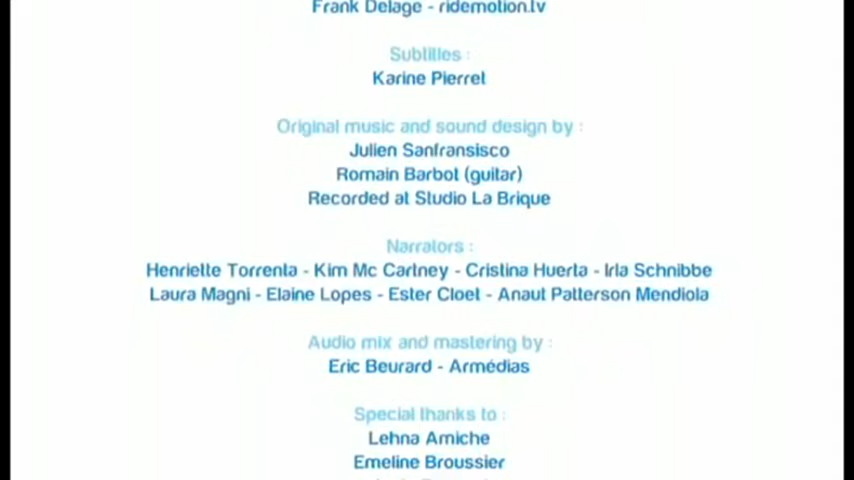 Frank Delage - ridemotion.tv
Subtitles :
Karine Pierret
Original music and sound design by :
Julien Sanfransisco
Romain Barbot (guitar)
Recorded at Studio La Brique
Narrators :
Henriette Torrenta - Kim Mc Cartney - Cristina Huerta - Irla Schnibbe
Laura Magni - Elaine Lopes - Ester Cloet - Anaut Patterson Mendiola
Audio mix and mastering by :
Eric Beurard - Armédias
Special thanks to :
Lehna Amiche
Emeline Broussier